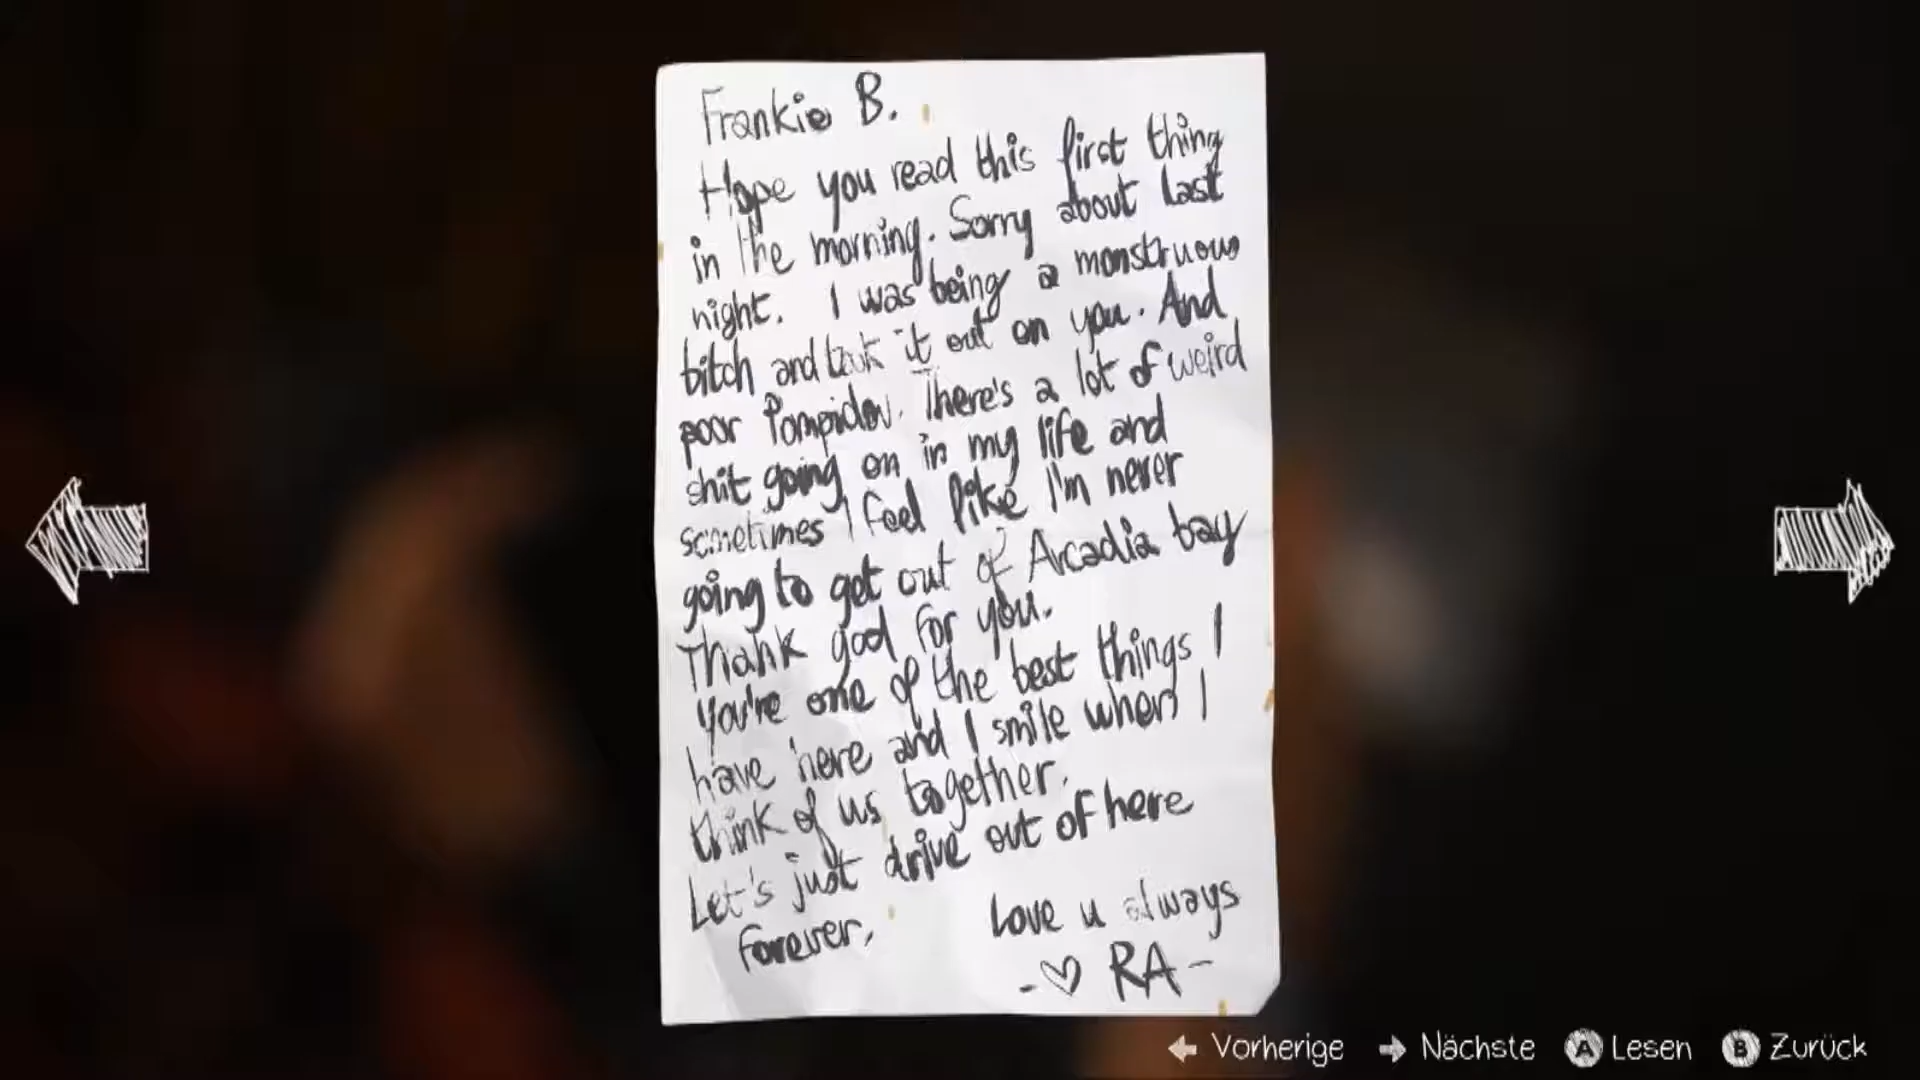 Frankie B.
Hope you read this first thing
in the morning. Sorry about last
night. I was being a monstruous
bitch and took it out on you. And
poor Pompidou. There's a lot of weird
shit going on in my life and
sometimes I feel like I'm never
going to get out of Arcadia bay
Thank god for you.
You're one of the best things I
have here and I smile when I
think of us together.
Let's just drive out of here
forever.
Love u always
-♡ RA-
Vorherige Nächste A Lesen B Zurück